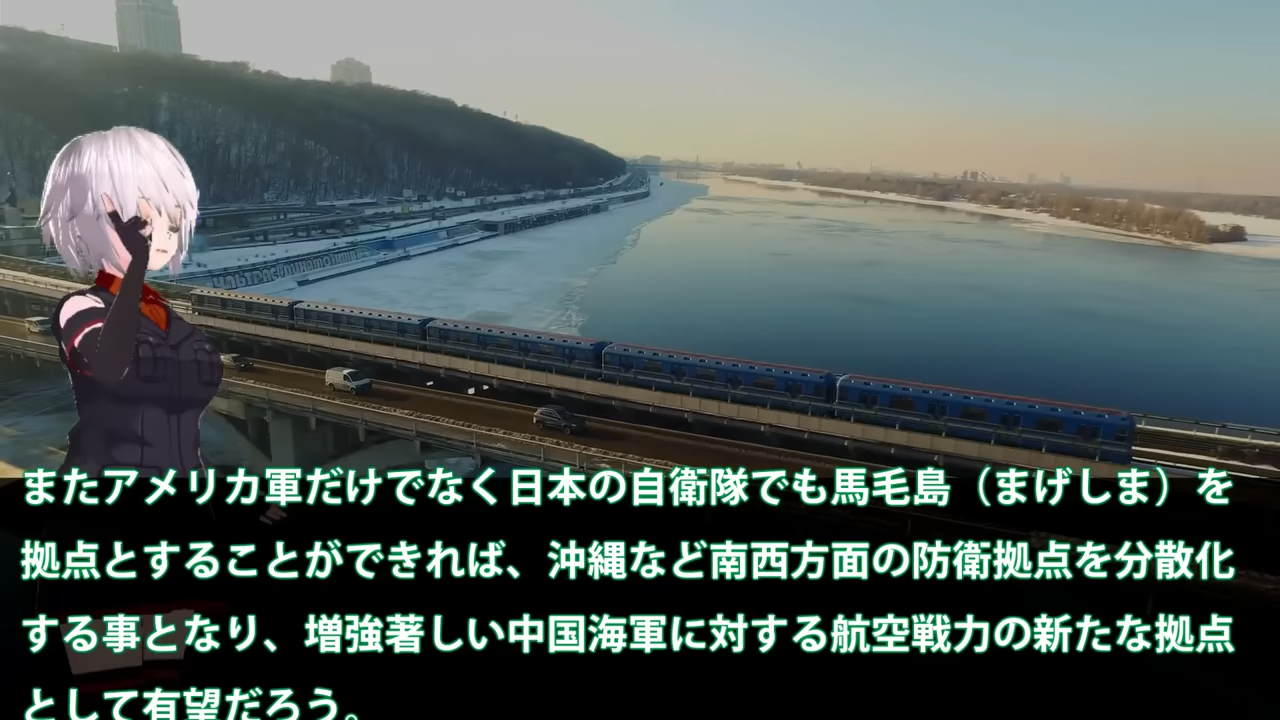 またアメリカ軍だけでなく日本の自衛隊でも馬毛島（まげしま）を
拠点とすることができれば、沖縄など南西方面の防衛拠点を分散化
する事となり、増強著しい中国海軍に対する航空戦力の新たな拠点
として有望だろう。